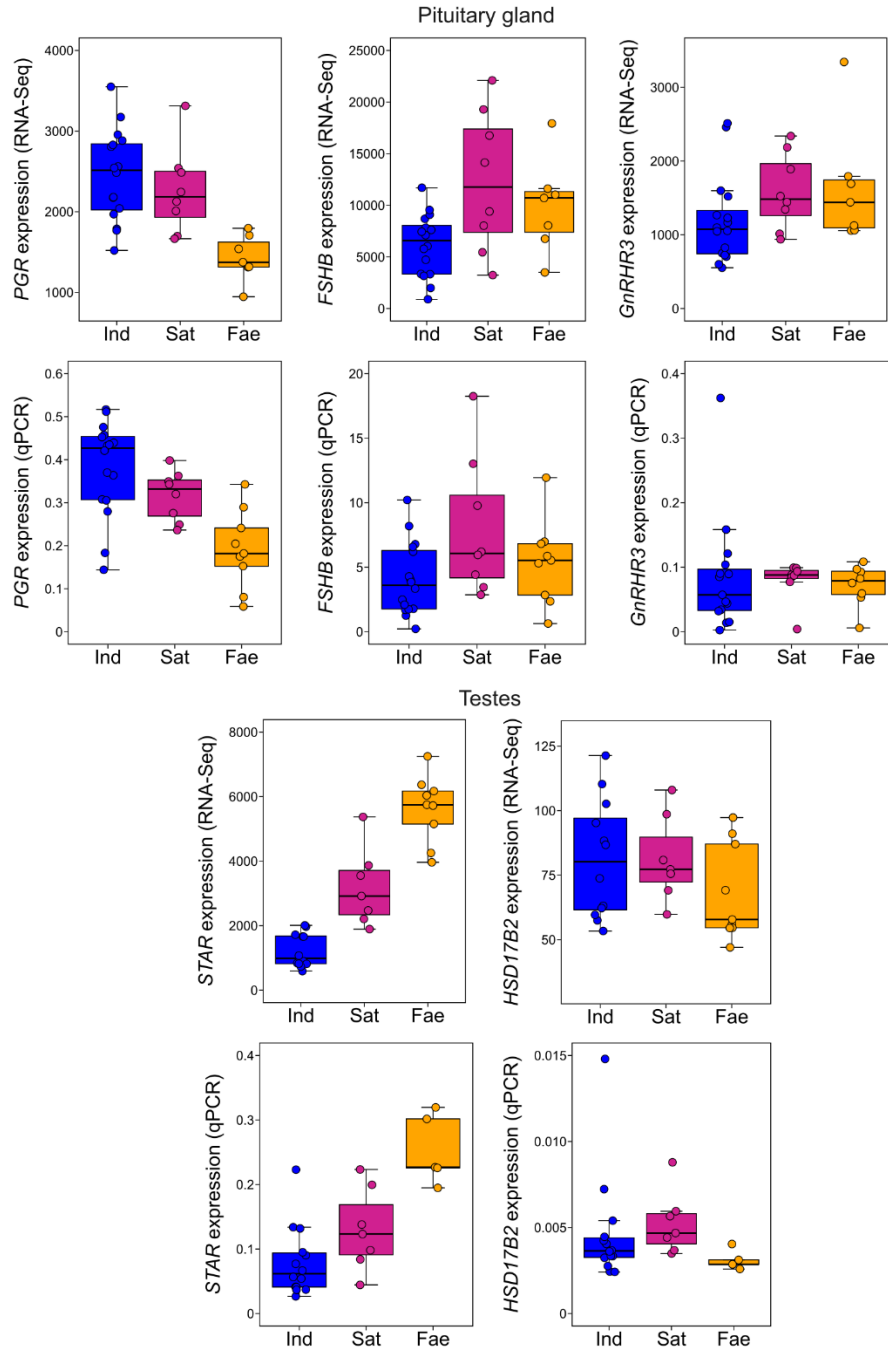 Pituitary gland
PGR expression (RNA-Seq)
4000
3000
2000
1000
Ind Sat Fae
FSHB expression (RNA-Seq)
25000
20000
15000
10000
5000
0
Ind Sat Fae
GnRHR3 expression (RNA-Seq)
3000
2000
1000
0
Ind Sat Fae
PGR expression (qPCR)
0.6
0.5
0.4
0.3
0.2
0.1
0
Ind Sat Fae
FSHB expression (qPCR)
20
15
10
5
0
Ind Sat Fae
GnRHR3 expression (qPCR)
0.4
0.3
0.2
0.1
0
Ind Sat Fae
Testes
STAR expression (RNA-Seq)
8000
6000
4000
2000
0
Ind Sat Fae
HSD17B2 expression (RNA-Seq)
125
100
75
50
Ind Sat Fae
STAR expression (qPCR)
0.4
0.3
0.2
0.1
0
Ind Sat Fae
HSD17B2 expression (qPCR)
0.015
0.010
0.005
0
Ind Sat Fae